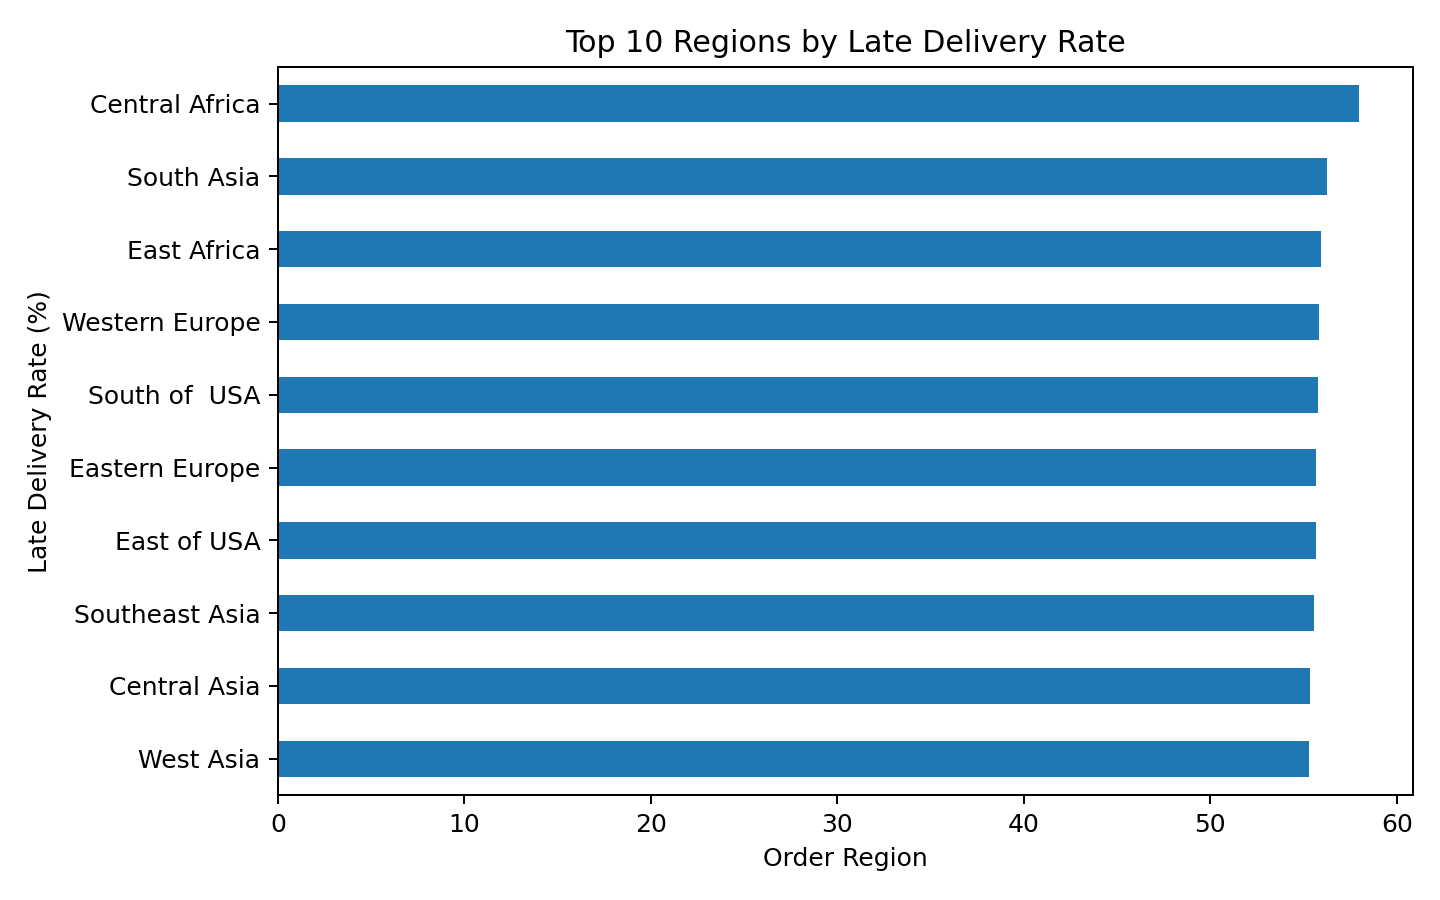 Top 10 Regions by Late Delivery Rate
Late Delivery Rate (%)
Central Africa
South Asia
East Africa
Western Europe
South of  USA
Eastern Europe
East of USA
Southeast Asia
Central Asia
West Asia
0 10 20 30 40 50 60
Order Region